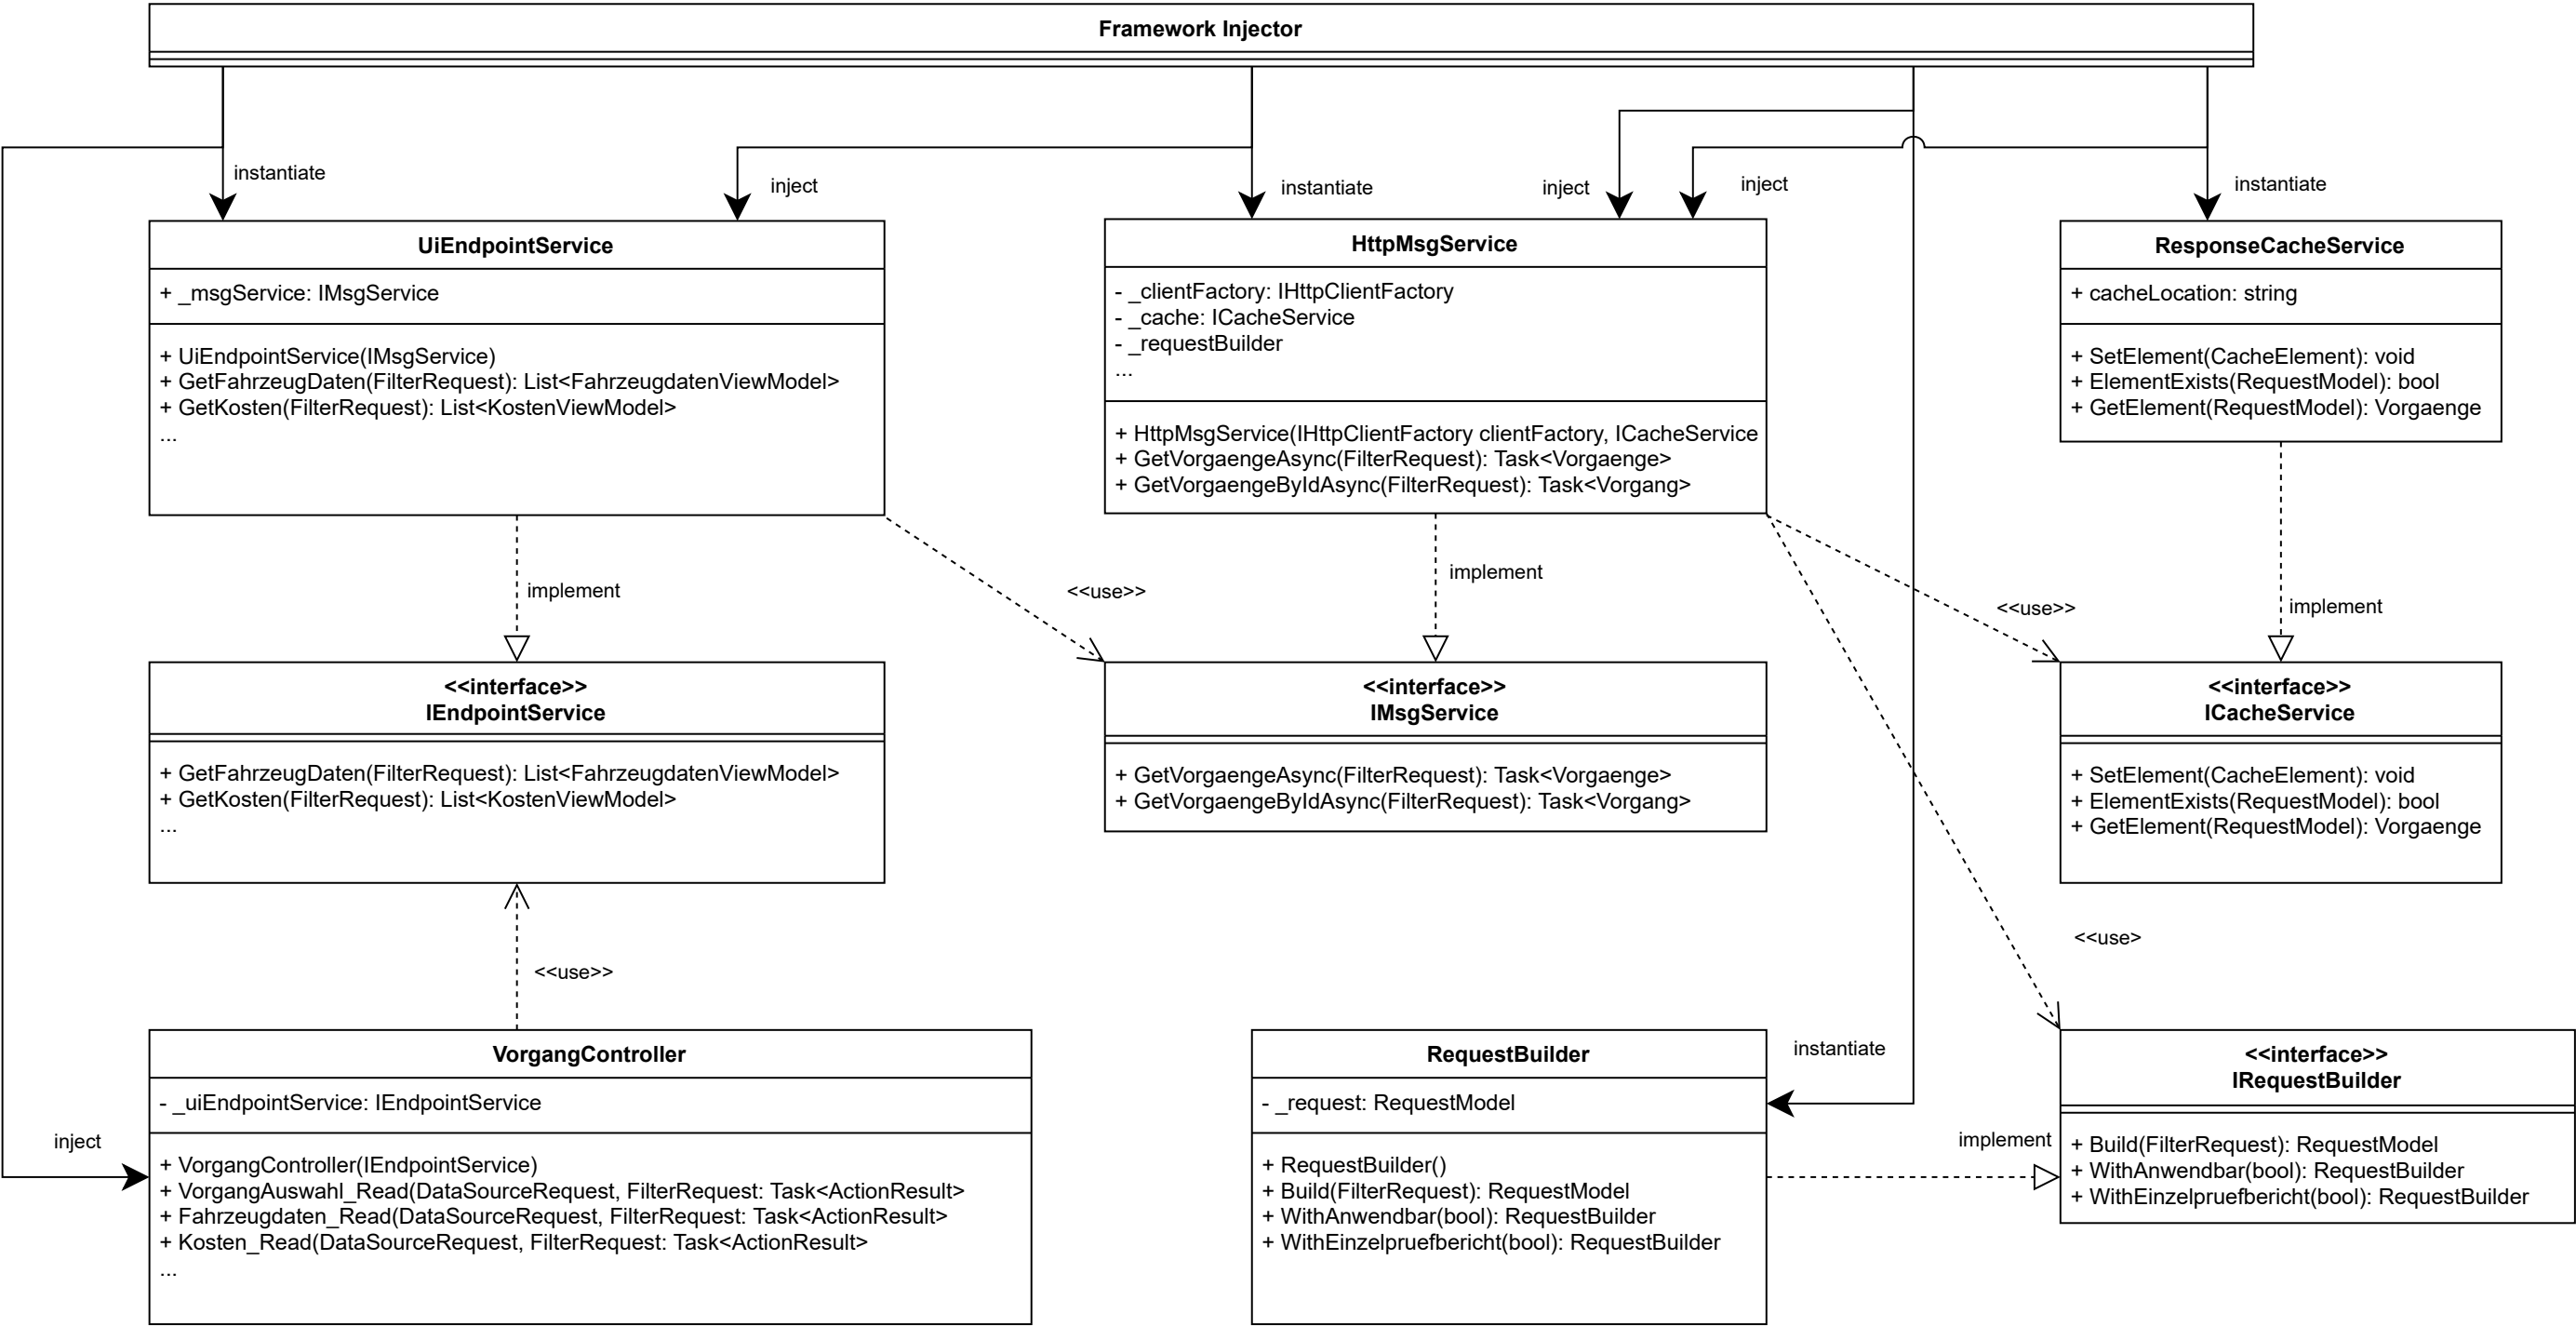 Framework Injector
instantiate
inject
instantiate
inject
inject
instantiate
UiEndpointService
+ _msgService: IMsgService
+ UiEndpointService(IMsgService)
+ GetFahrzeugDaten(FilterRequest): List<FahrzeugdatenViewModel>
+ GetKosten(FilterRequest): List<KostenViewModel>
...
HttpMsgService
- _clientFactory: IHttpClientFactory
- _cache: ICacheService
- _requestBuilder
...
+ HttpMsgService(IHttpClientFactory clientFactory, ICacheService
+ GetVorgaengeAsync(FilterRequest): Task<Vorgaenge>
+ GetVorgaengeByIdAsync(FilterRequest): Task<Vorgang>
ResponseCacheService
+ cacheLocation: string
+ SetElement(CacheElement): void
+ ElementExists(RequestModel): bool
+ GetElement(RequestModel): Vorgaenge
implement
<<use>>
implement
<<use>>
implement
<<interface>>
IEndpointService
+ GetFahrzeugDaten(FilterRequest): List<FahrzeugdatenViewModel>
+ GetKosten(FilterRequest): List<KostenViewModel>
...
<<interface>>
IMsgService
+ GetVorgaengeAsync(FilterRequest): Task<Vorgaenge>
+ GetVorgaengeByIdAsync(FilterRequest): Task<Vorgang>
<<interface>>
ICacheService
+ SetElement(CacheElement): void
+ ElementExists(RequestModel): bool
+ GetElement(RequestModel): Vorgaenge
<<use>>
<<use>
inject
VorgangController
- _uiEndpointService: IEndpointService
+ VorgangController(IEndpointService)
+ VorgangAuswahl_Read(DataSourceRequest, FilterRequest: Task<ActionResult>
+ Fahrzeugdaten_Read(DataSourceRequest, FilterRequest: Task<ActionResult>
+ Kosten_Read(DataSourceRequest, FilterRequest: Task<ActionResult>
...
RequestBuilder
- _request: RequestModel
+ RequestBuilder()
+ Build(FilterRequest): RequestModel
+ WithAnwendbar(bool): RequestBuilder
+ WithEinzelpruefbericht(bool): RequestBuilder
instantiate
implement
<<interface>>
IRequestBuilder
+ Build(FilterRequest): RequestModel
+ WithAnwendbar(bool): RequestBuilder
+ WithEinzelpruefbericht(bool): RequestBuilder